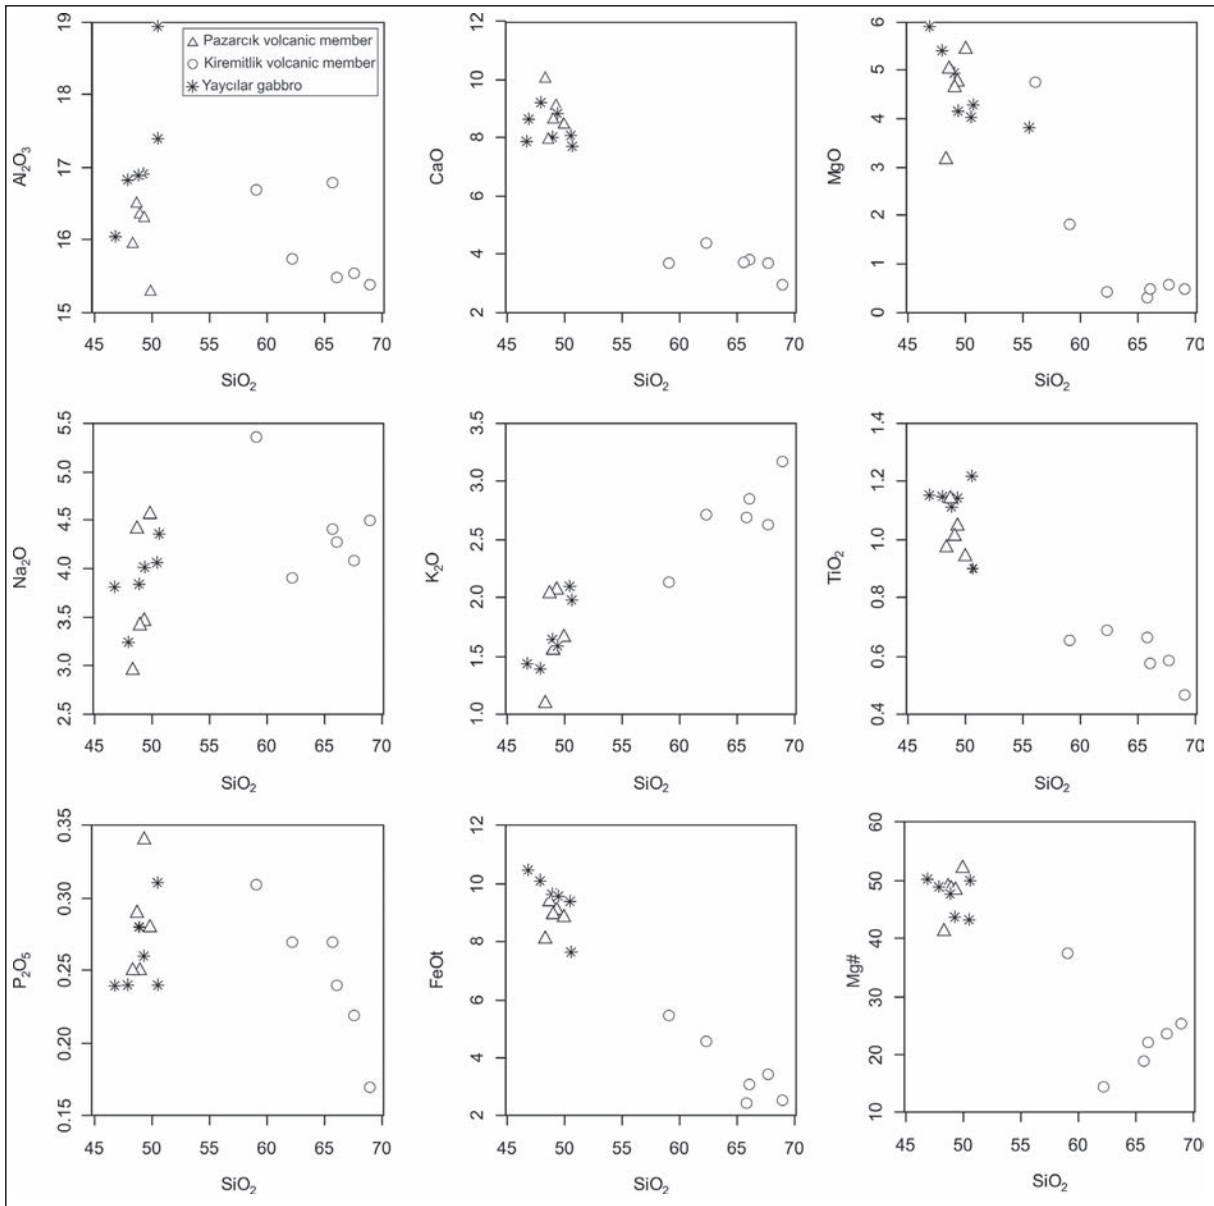 Al₂O₃
19
18
17
16
15
△ Pazarcık volcanic member
○ Kiremitlik volcanic member
✳ Yaycılar gabbro
45 50 55 60 65 70
SiO₂
CaO
12
10
8
6
4
2
45 50 55 60 65 70
SiO₂
MgO
6
5
4
3
2
1
0
45 50 55 60 65 70
SiO₂
Na₂O
5.5
5.0
4.5
4.0
3.5
3.0
2.5
45 50 55 60 65 70
SiO₂
K₂O
3.5
3.0
2.5
2.0
1.5
1.0
45 50 55 60 65 70
SiO₂
TiO₂
1.4
1.2
1.0
0.8
0.6
0.4
45 50 55 60 65 70
SiO₂
P₂O₅
0.35
0.30
0.25
0.20
0.15
45 50 55 60 65 70
SiO₂
FeOt
12
10
8
6
4
2
45 50 55 60 65 70
SiO₂
Mg#
60
50
40
30
20
10
45 50 55 60 65 70
SiO₂